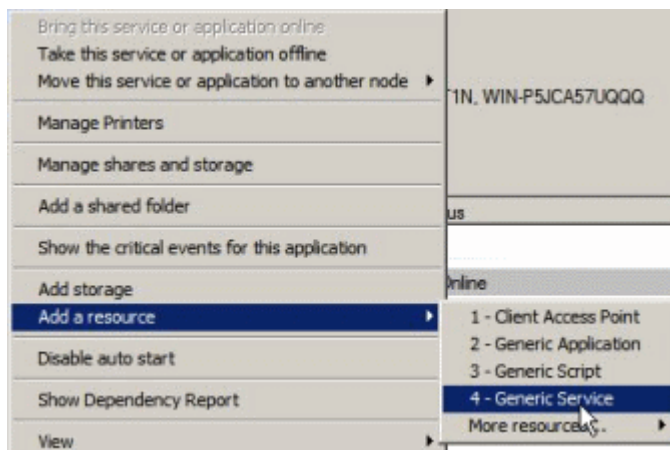 Bring this service or application online
Take this service or application offline
Move this service or application to another node
T1N, WIN-P5JCA57UQQQ
Manage Printers
Manage shares and storage
Add a shared folder
us
Show the critical events for this application
Online
Add storage
Add a resource
1 - Client Access Point
2 - Generic Application
Disable auto start
3 - Generic Script
4 - Generic Service
Show Dependency Report
More resources...
View